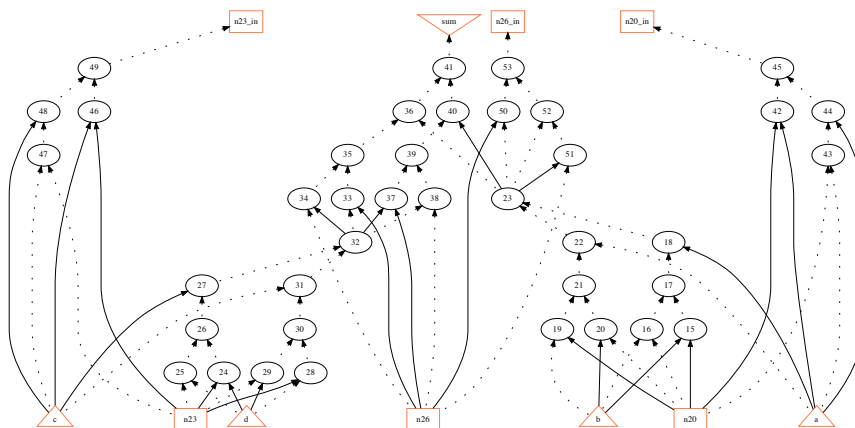 n23_in sum n26_in n20_in
49 41 53 45
48 46 36 40 50 52 42 44
47 35 39 51 43
34 33 37 38 23
32 22 18
27 31 21 17
26 30 19 20 16 15
25 24 29 28
c n23 d n26 b n20 a